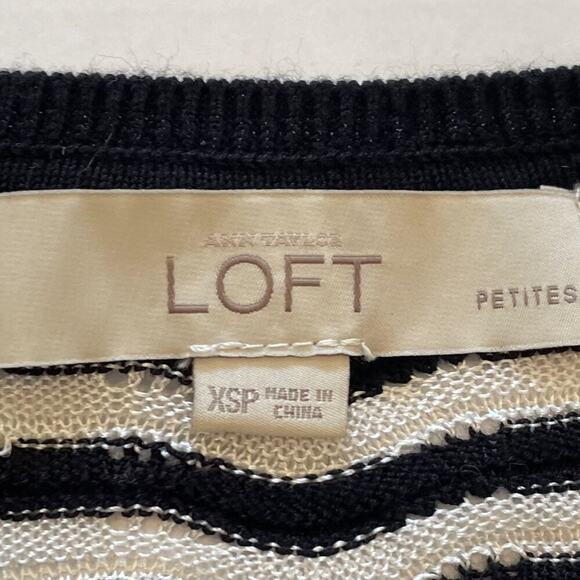 ANN TAYLOR
LOFT
PETITES
XSP MADE IN
CHINA